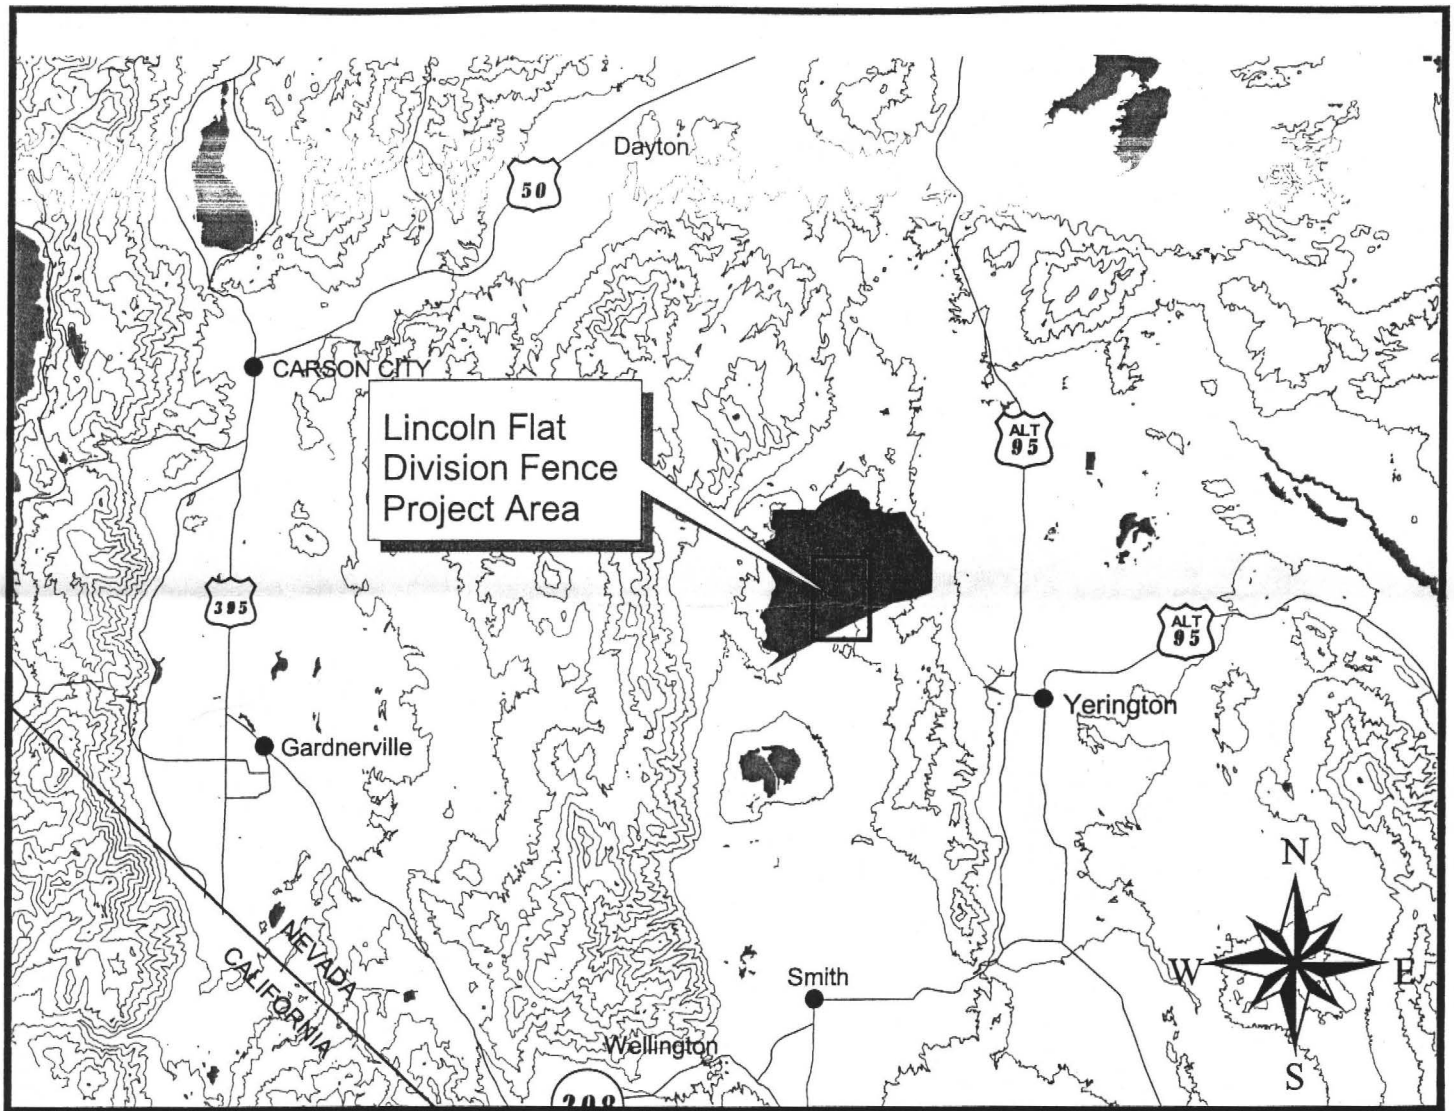 Dayton
50
CARSON CITY
Lincoln Flat
Division Fence
Project Area
ALT
95
395
ALT
95
Yerington
Gardnerville
N
NEVADA
CALIFORNIA
W
E
Smith
Wellington
S
208